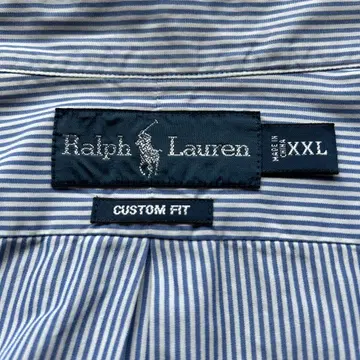 Ralph Lauren
MADE IN
CHINA
XXL
CUSTOM FIT